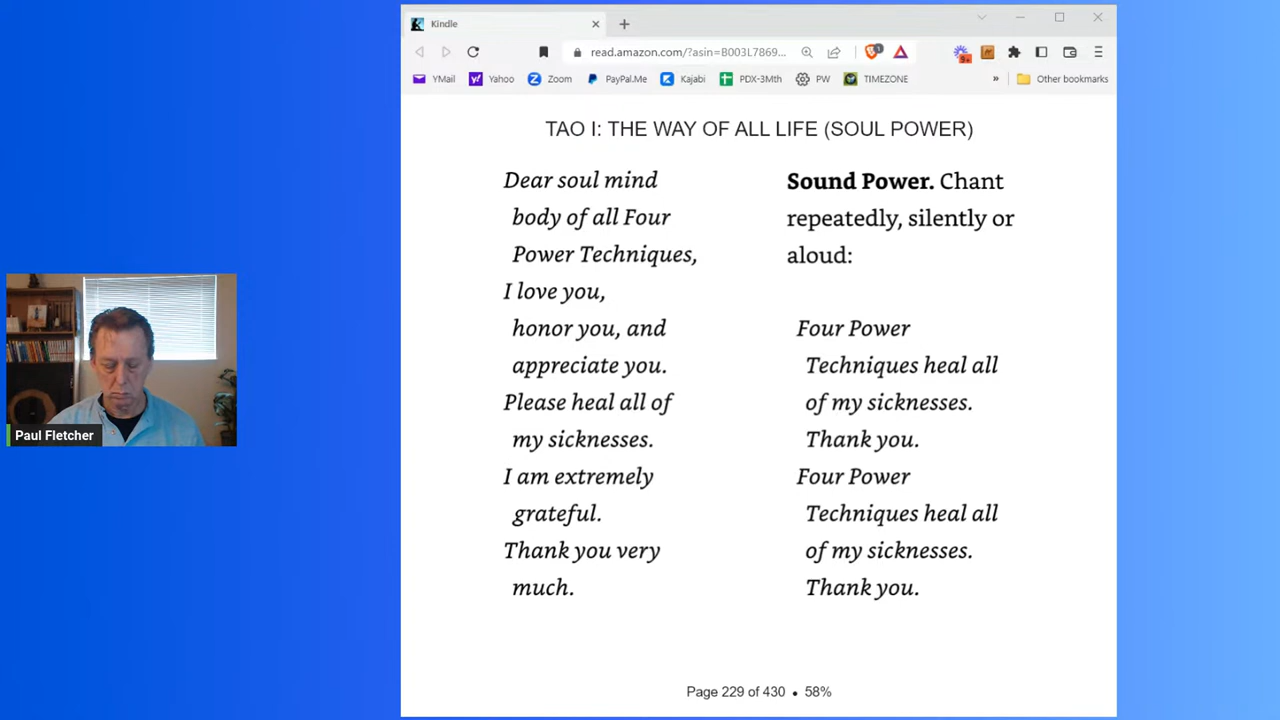 Kindle
read.amazon.com/?asin=B003L7869...
1
9+
YMail
Yahoo
Zoom
PayPal.Me
Kajabi
PDX-3Mth
PW
TIMEZONE
»
Other bookmarks
TAO I: THE WAY OF ALL LIFE (SOUL POWER)
Dear soul mind
body of all Four
Power Techniques,
I love you,
honor you, and
appreciate you.
Please heal all of
my sicknesses.
I am extremely
grateful.
Thank you very
much.
Sound Power. Chant
repeatedly, silently or
aloud:
Four Power
Techniques heal all
of my sicknesses.
Thank you.
Four Power
Techniques heal all
of my sicknesses.
Thank you.
Page 229 of 430 • 58%
Paul Fletcher